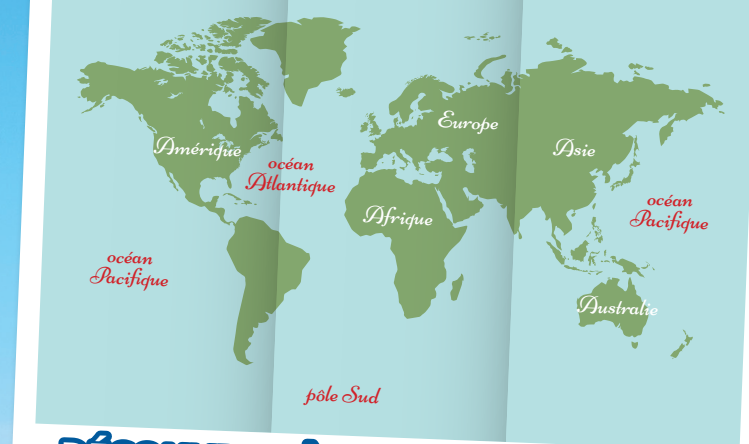 Europe
Amérique
Asie
océan
Atlantique
Afrique
océan
Pacifique
océan
Pacifique
Australie
pôle Sud